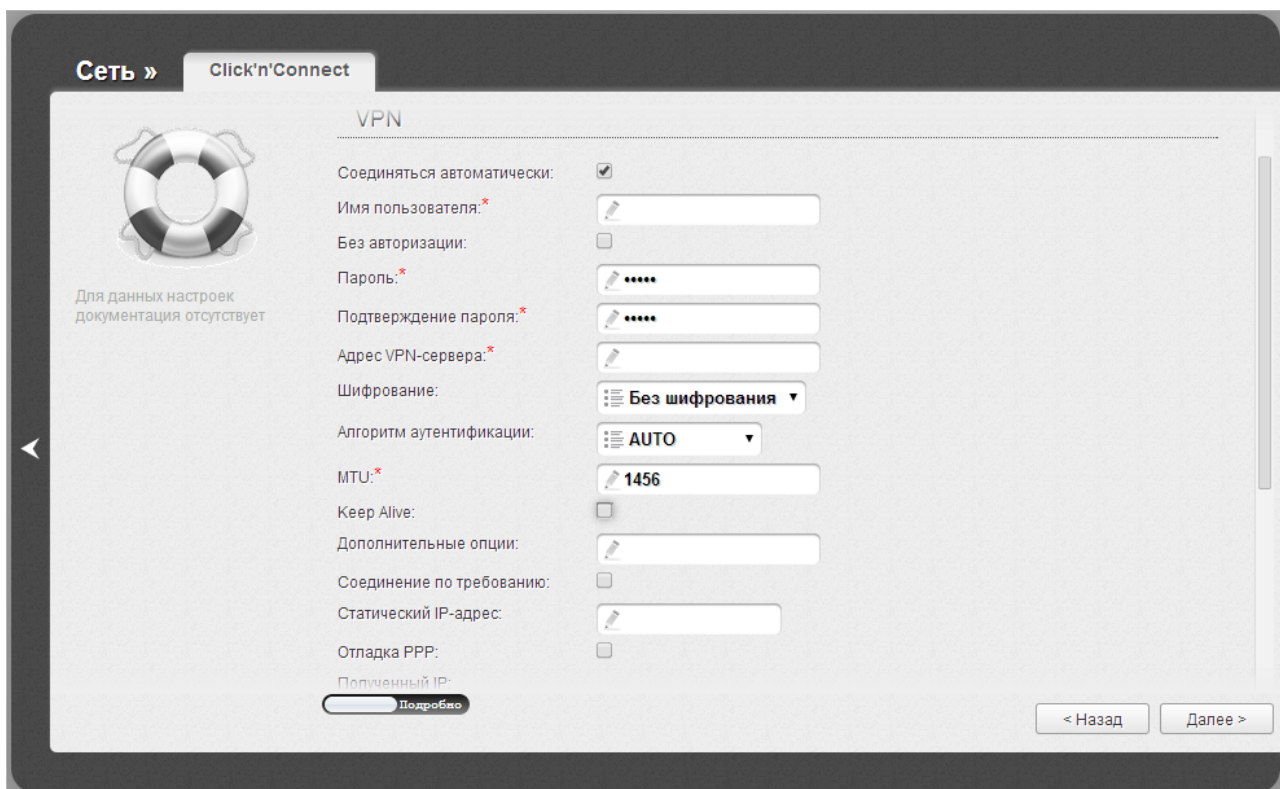 Сеть »
Click'n'Connect
Для данных настроек
документация отсутствует
VPN
Соединяться автоматически:
Имя пользователя:*
Без авторизации:
Пароль:* •••••
Подтверждение пароля:* •••••
Адрес VPN-сервера:*
Шифрование: Без шифрования
Алгоритм аутентификации: AUTO
MTU:* 1456
Keep Alive:
Дополнительные опции:
Соединение по требованию:
Статический IP-адрес:
Отладка PPP:
Полученный IP:
Подробно
< Назад
Далее >